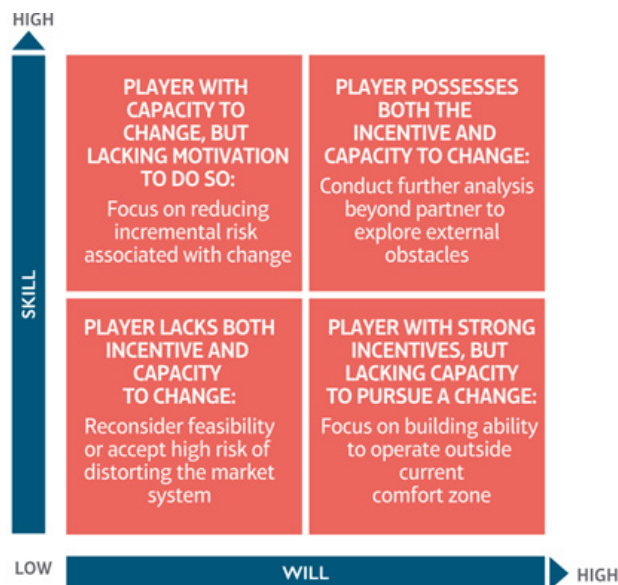 HIGH
PLAYER WITH
CAPACITY TO
CHANGE, BUT
LACKING MOTIVATION
TO DO SO:
Focus on reducing
incremental risk
associated with change
PLAYER POSSESSES
BOTH THE
INCENTIVE AND
CAPACITY TO CHANGE:
Conduct further analysis
beyond partner to
explore external
obstacles
SKILL
PLAYER LACKS BOTH
INCENTIVE AND
CAPACITY
TO CHANGE:
Reconsider feasibility
or accept high risk of
distorting the market
system
PLAYER WITH STRONG
INCENTIVES, BUT
LACKING CAPACITY
TO PURSUE A CHANGE:
Focus on building ability
to operate outside
current
comfort zone
LOW
WILL
HIGH